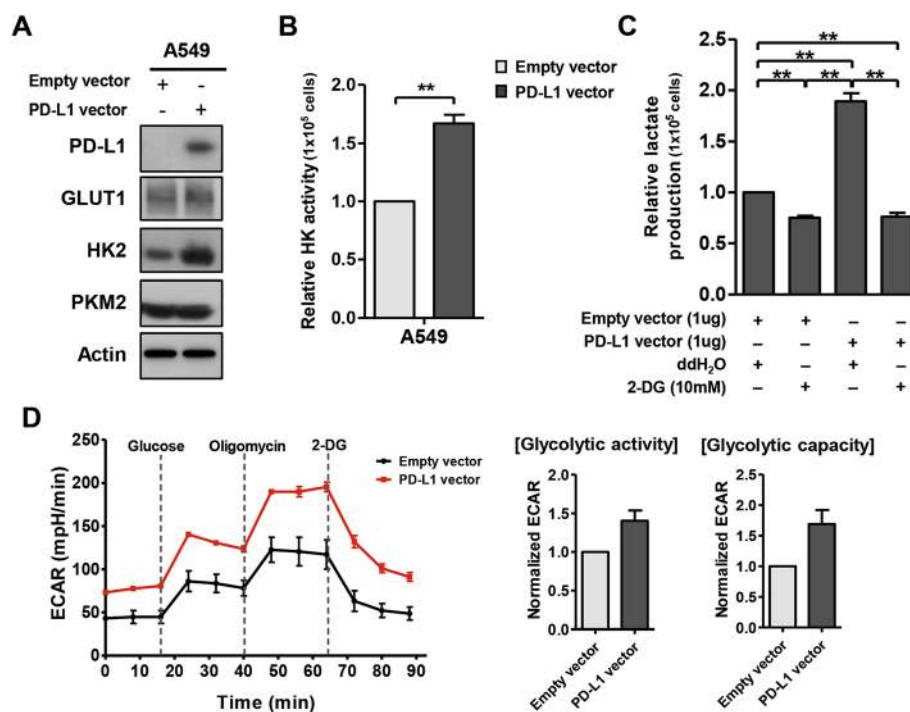 A
A549
Empty vector + -
PD-L1 vector - +
PD-L1
GLUT1
HK2
PKM2
Actin
B
Relative HK activity (1x10⁵ cells)
2.0
1.5
1.0
0.5
0.0
**
A549
Empty vector
PD-L1 vector
C
Relative lactate
production (1x10⁵ cells)
2.5
2.0
1.5
1.0
0.5
0.0
**
**
** ** **
Empty vector (1ug) + + – –
PD-L1 vector (1ug) – – + +
ddH₂O + – + –
2-DG (10mM) – + – +
D
Glucose Oligomycin 2-DG
Empty vector
PD-L1 vector
ECAR (mpH/min)
250
200
150
100
50
0
0 10 20 30 40 50 60 70 80 90
Time (min)
[Glycolytic activity]
Normalized ECAR
2.0
1.5
1.0
0.5
0.0
Empty vector
PD-L1 vector
[Glycolytic capacity]
Normalized ECAR
2.5
2.0
1.5
1.0
0.5
0.0
Empty vector
PD-L1 vector